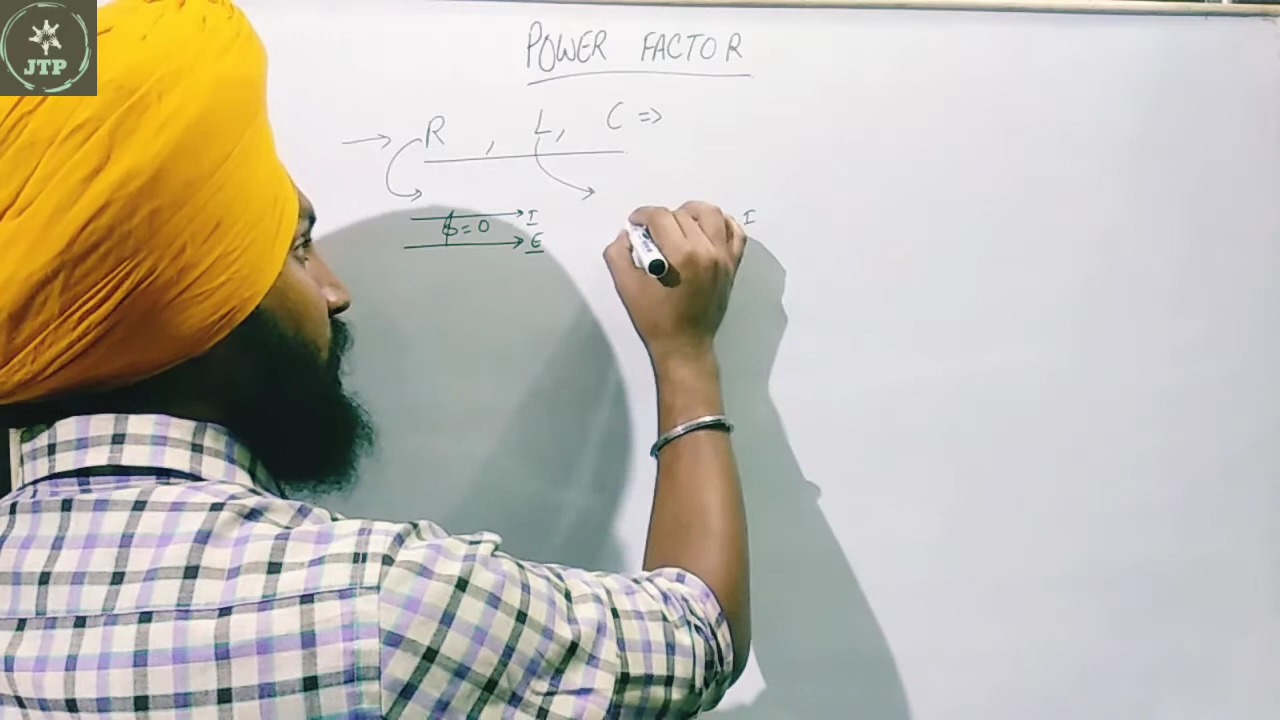 JTP
POWER FACTOR
→ R , L, C =>
I
ϕ = 0
E
I